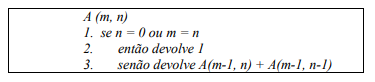 A (m, n)
1. se n = 0 ou m = n
2. então devolve 1
3. senão devolve A(m-1, n) + A(m-1, n-1)